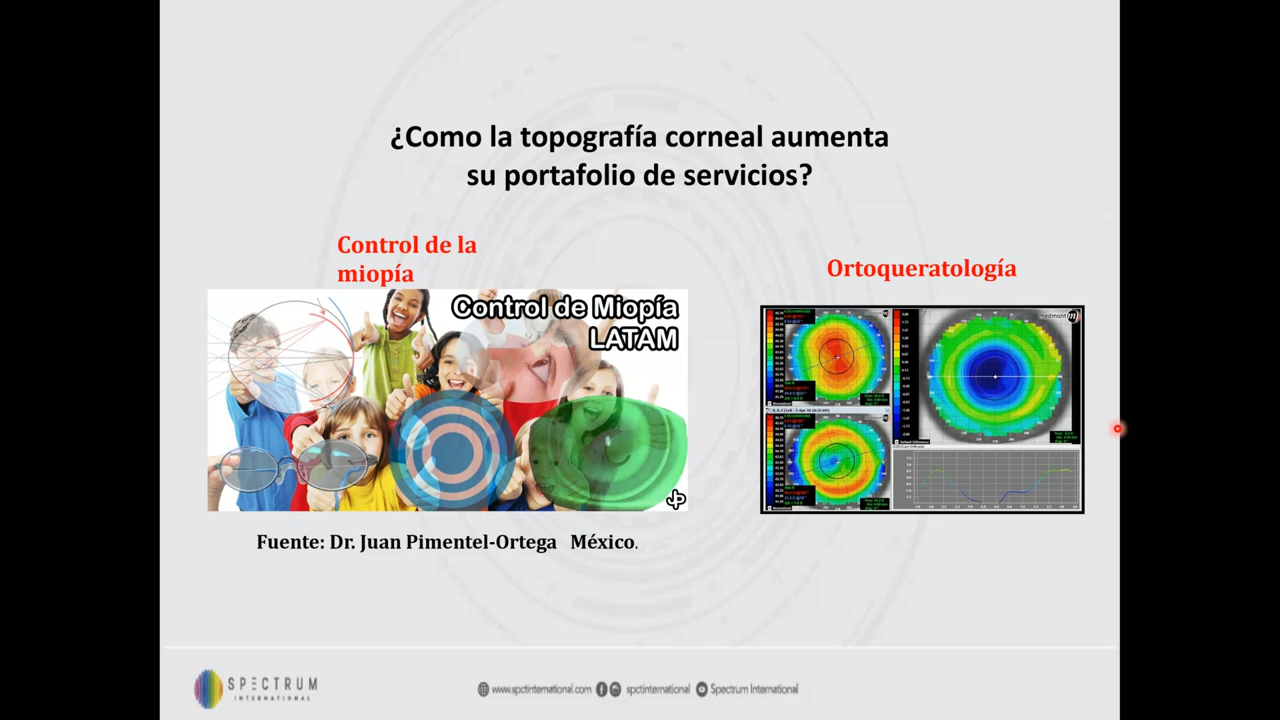 ¿Como la topografía corneal aumenta
su portafolio de servicios?
Control de la
miopía
Ortoqueratología
Control de Miopía
LATAM
medmont
Fuente: Dr. Juan Pimentel-Ortega México.
SPECTRUM
INTERNATIONAL
www.spctinternational.com spctinternational Spectrum International